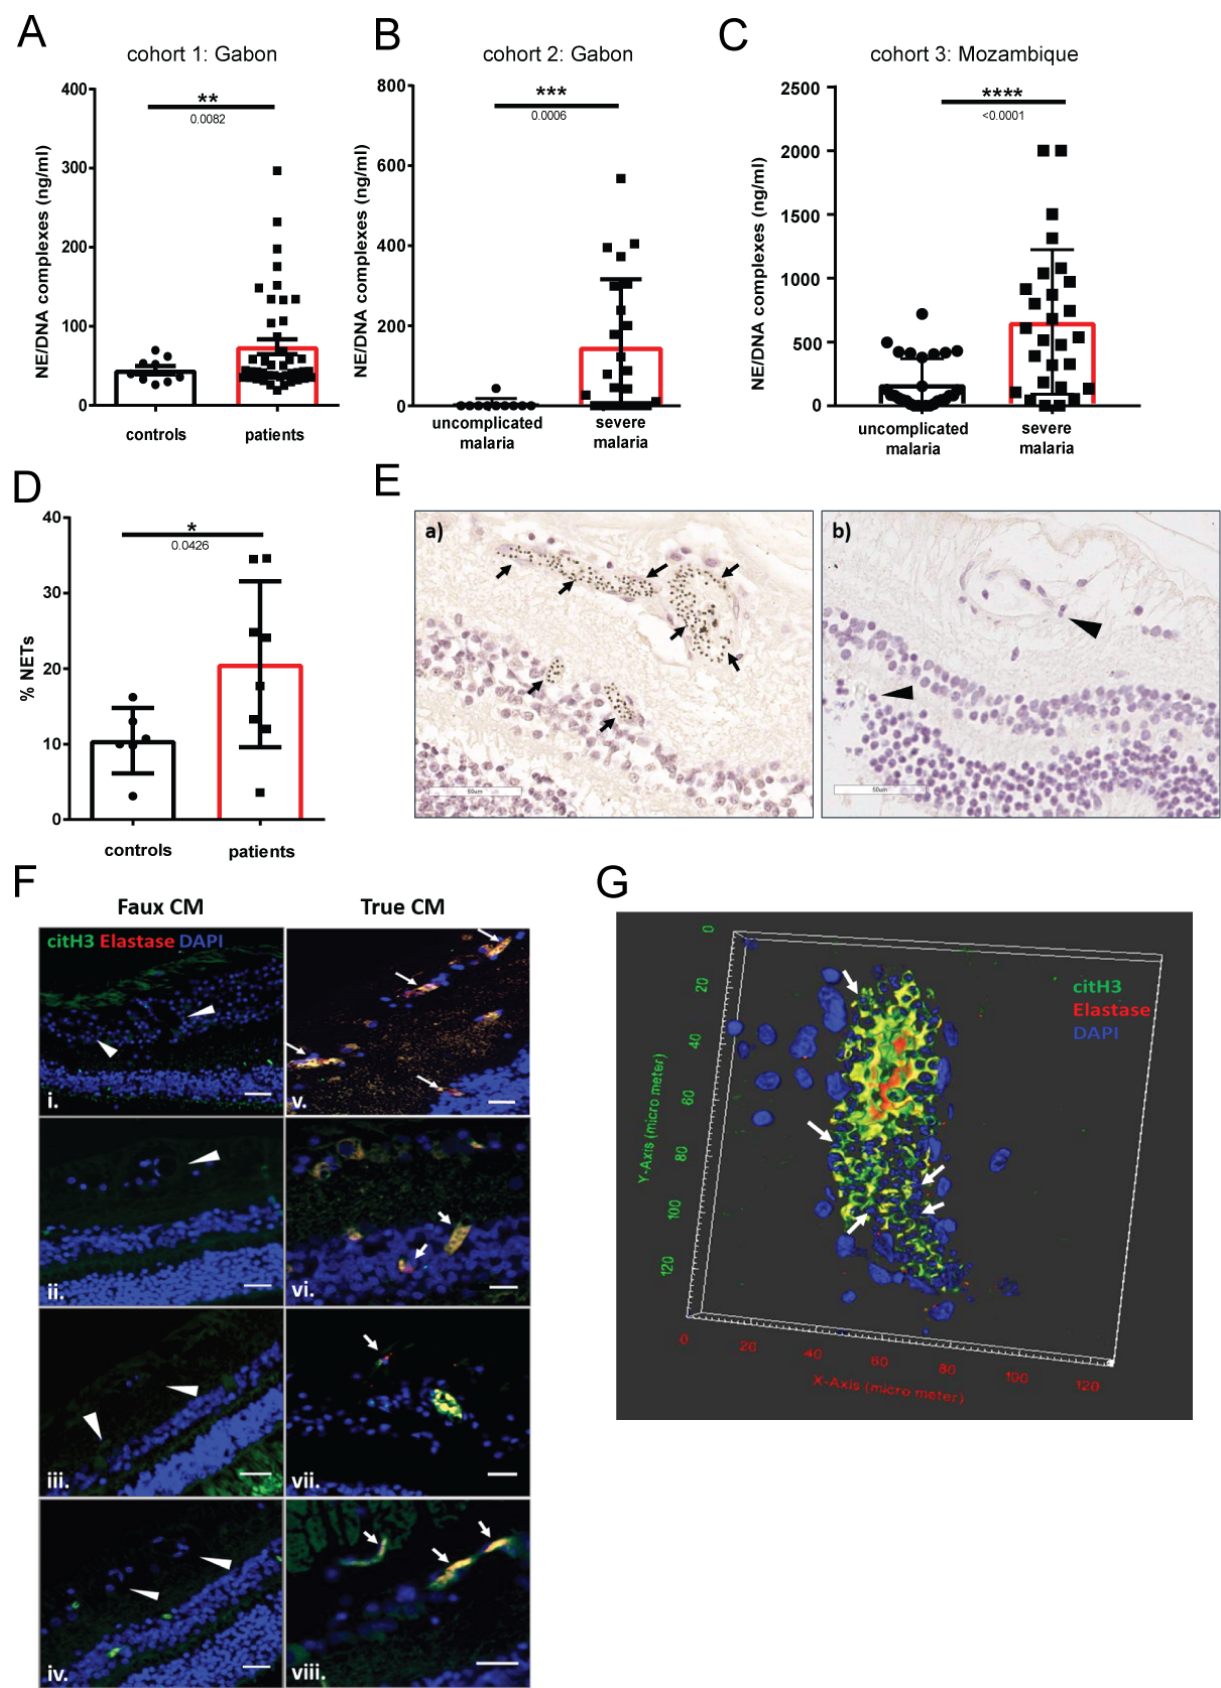 A
cohort 1: Gabon
NE/DNA complexes (ng/ml)
400
300
200
100
0
**
0.0082
controls
patients
B
cohort 2: Gabon
NE/DNA complexes (ng/ml)
800
600
400
200
0
***
0.0006
uncomplicated
malaria
severe
malaria
C
cohort 3: Mozambique
NE/DNA complexes (ng/ml)
2500
2000
1500
1000
500
0
****
<0.0001
uncomplicated
malaria
severe
malaria
D
% NETs
40
30
20
10
0
*
0.0426
controls
patients
E
a)
50um
b)
50um
F
Faux CM
True CM
citH3 Elastase DAPI
i.
v.
ii.
vi.
iii.
vii.
iv.
viii.
G
citH3
Elastase
DAPI
Y-Axis (micro meter)
0
20
40
60
80
100
120
X-Axis (micro meter)
0
20
40
60
80
100
120